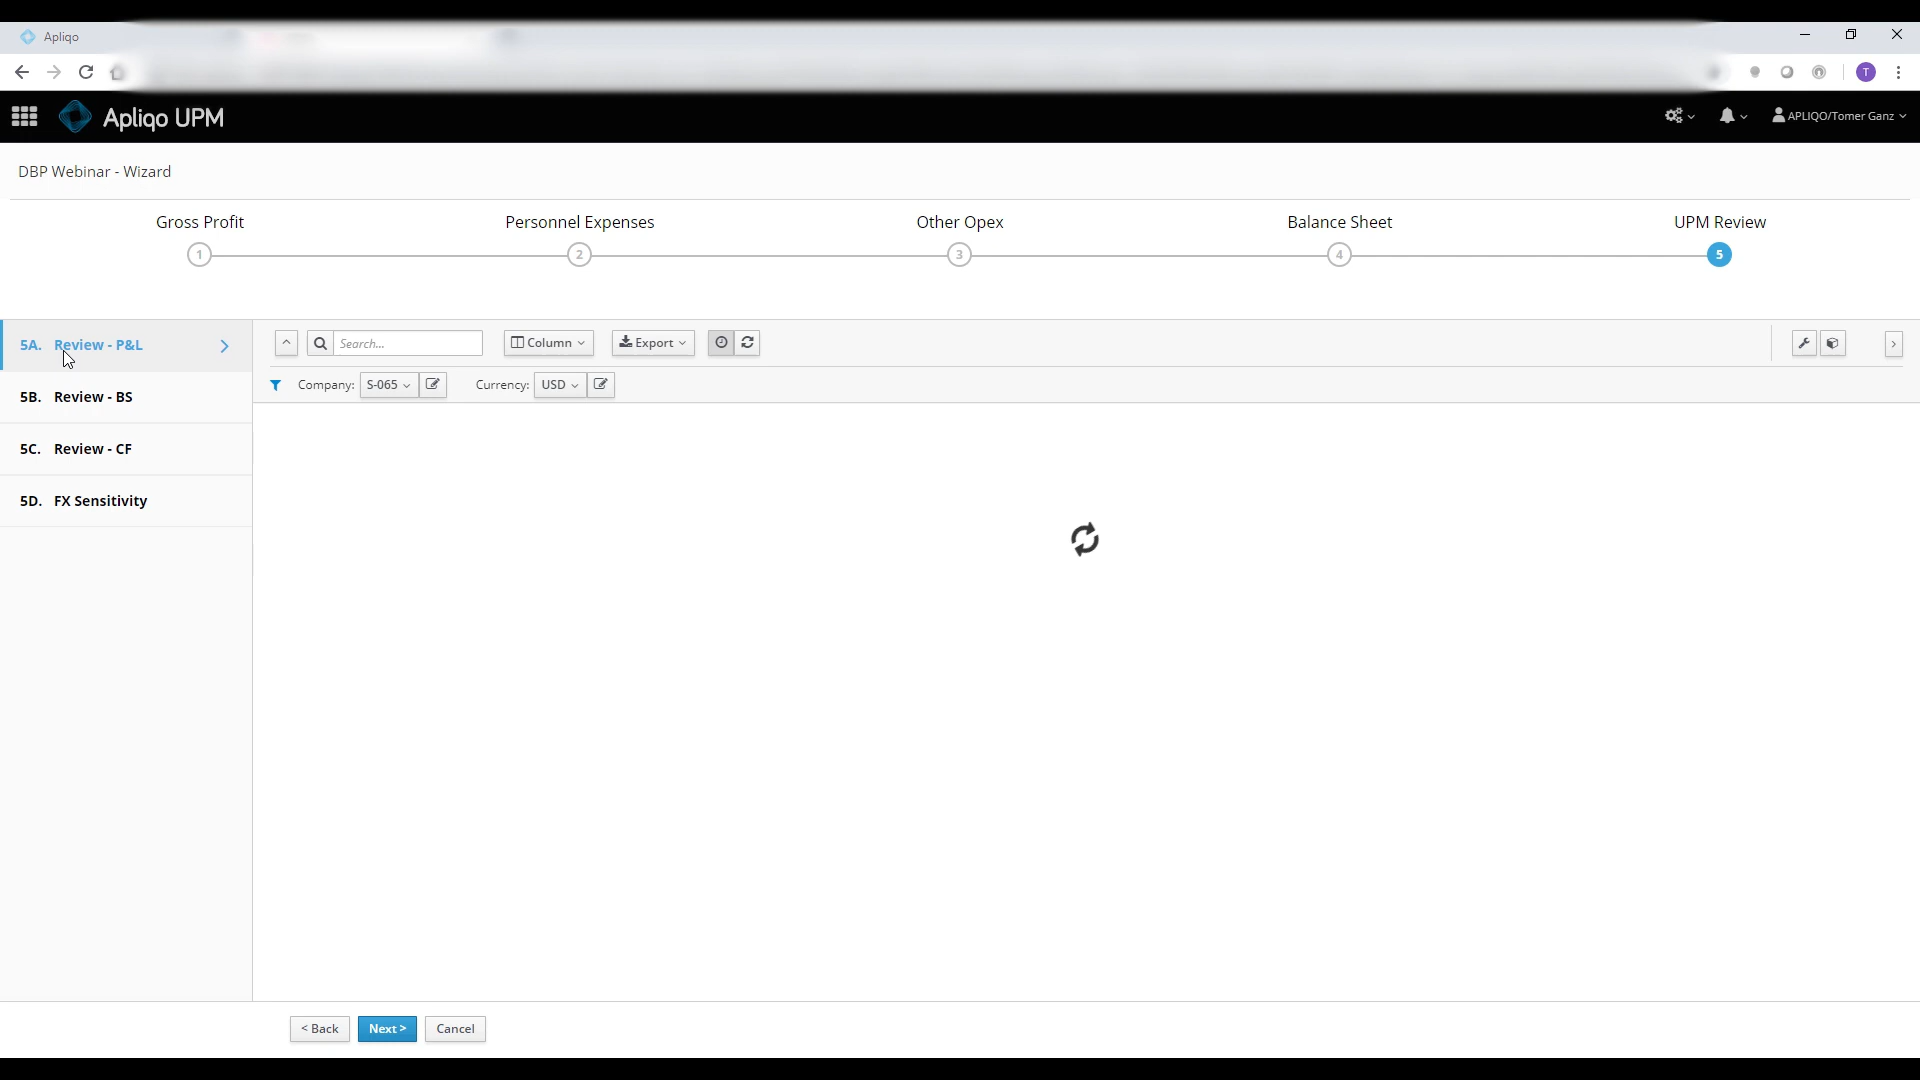 Apliqo
T
Apliqo UPM
APLIQO/Tomer Ganz
DBP Webinar - Wizard
Gross Profit
Personnel Expenses
Other Opex
Balance Sheet
UPM Review
1
2
3
4
5
5A. Review - P&L
5B. Review - BS
5C. Review - CF
5D. FX Sensitivity
Search...
Column
Export
Company: S-065
Currency: USD
< Back
Next >
Cancel